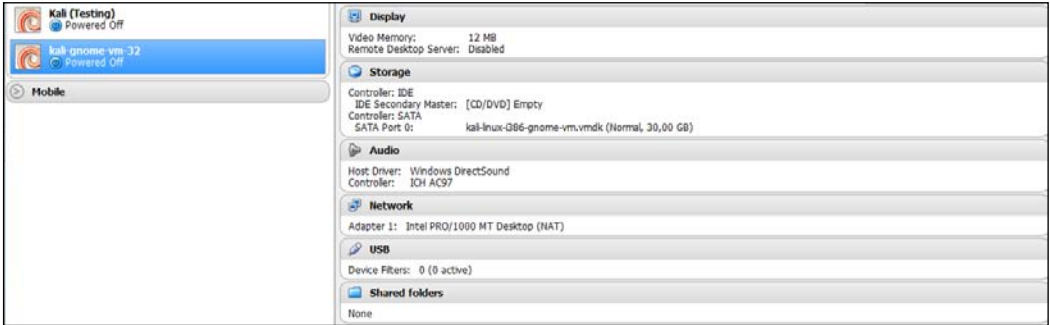 Kali (Testing)
Powered Off
kali-gnome-vm-32
Powered Off
Mobile
Display
Video Memory: 12 MB
Remote Desktop Server: Disabled
Storage
Controller: IDE
IDE Secondary Master: [CD/DVD] Empty
Controller: SATA
SATA Port 0: kali-linux-i386-gnome-vm.vmdk (Normal, 30,00 GB)
Audio
Host Driver: Windows DirectSound
Controller: ICH AC97
Network
Adapter 1: Intel PRO/1000 MT Desktop (NAT)
USB
Device Filters: 0 (0 active)
Shared folders
None